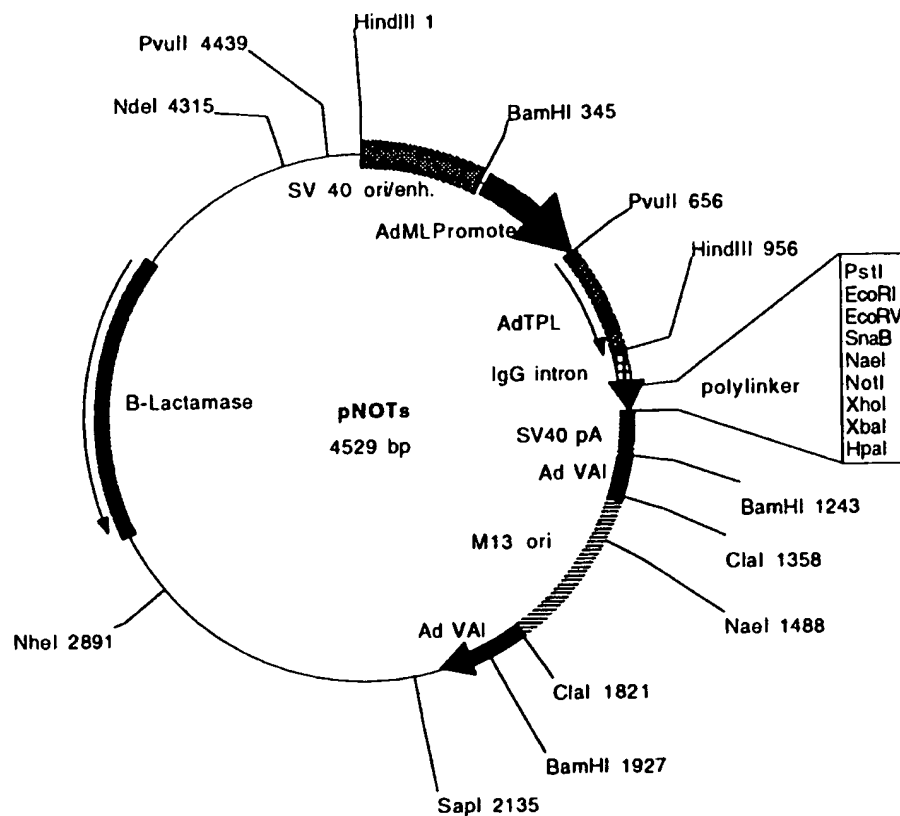 HindIII 1
PvuII 4439
NdeI 4315
BamHI 345
SV 40 ori/enh.
AdMLPromote
PvuII 656
HindIII 956
AdTPL
IgG intron
polylinker
PstI
EcoRI
EcoRV
SnaB
NaeI
NotI
XhoI
XbaI
HpaI
B-Lactamase
pNOTs
4529 bp
SV40 pA
Ad VAI
BamHI 1243
M13 ori
ClaI 1358
NaeI 1488
NheI 2891
Ad VAI
ClaI 1821
BamHI 1927
SapI 2135